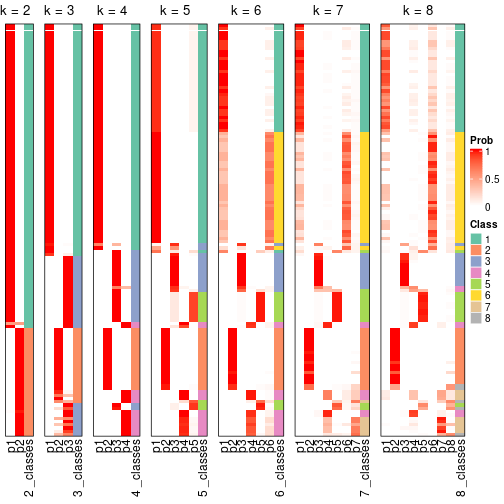 k = 2 k = 3 k = 4 k = 5 k = 6 k = 7 k = 8
Prob
1
0.5
0
Class
1
2
3
4
5
6
7
8
p1 p2 2_classes p1 p2 p3 3_classes p1 p2 p3 p4 4_classes p1 p2 p3 p4 p5 5_classes p1 p2 p3 p4 p5 p6 6_classes p1 p2 p3 p4 p5 p6 p7 7_classes p1 p2 p3 p4 p5 p6 p7 p8 8_classes